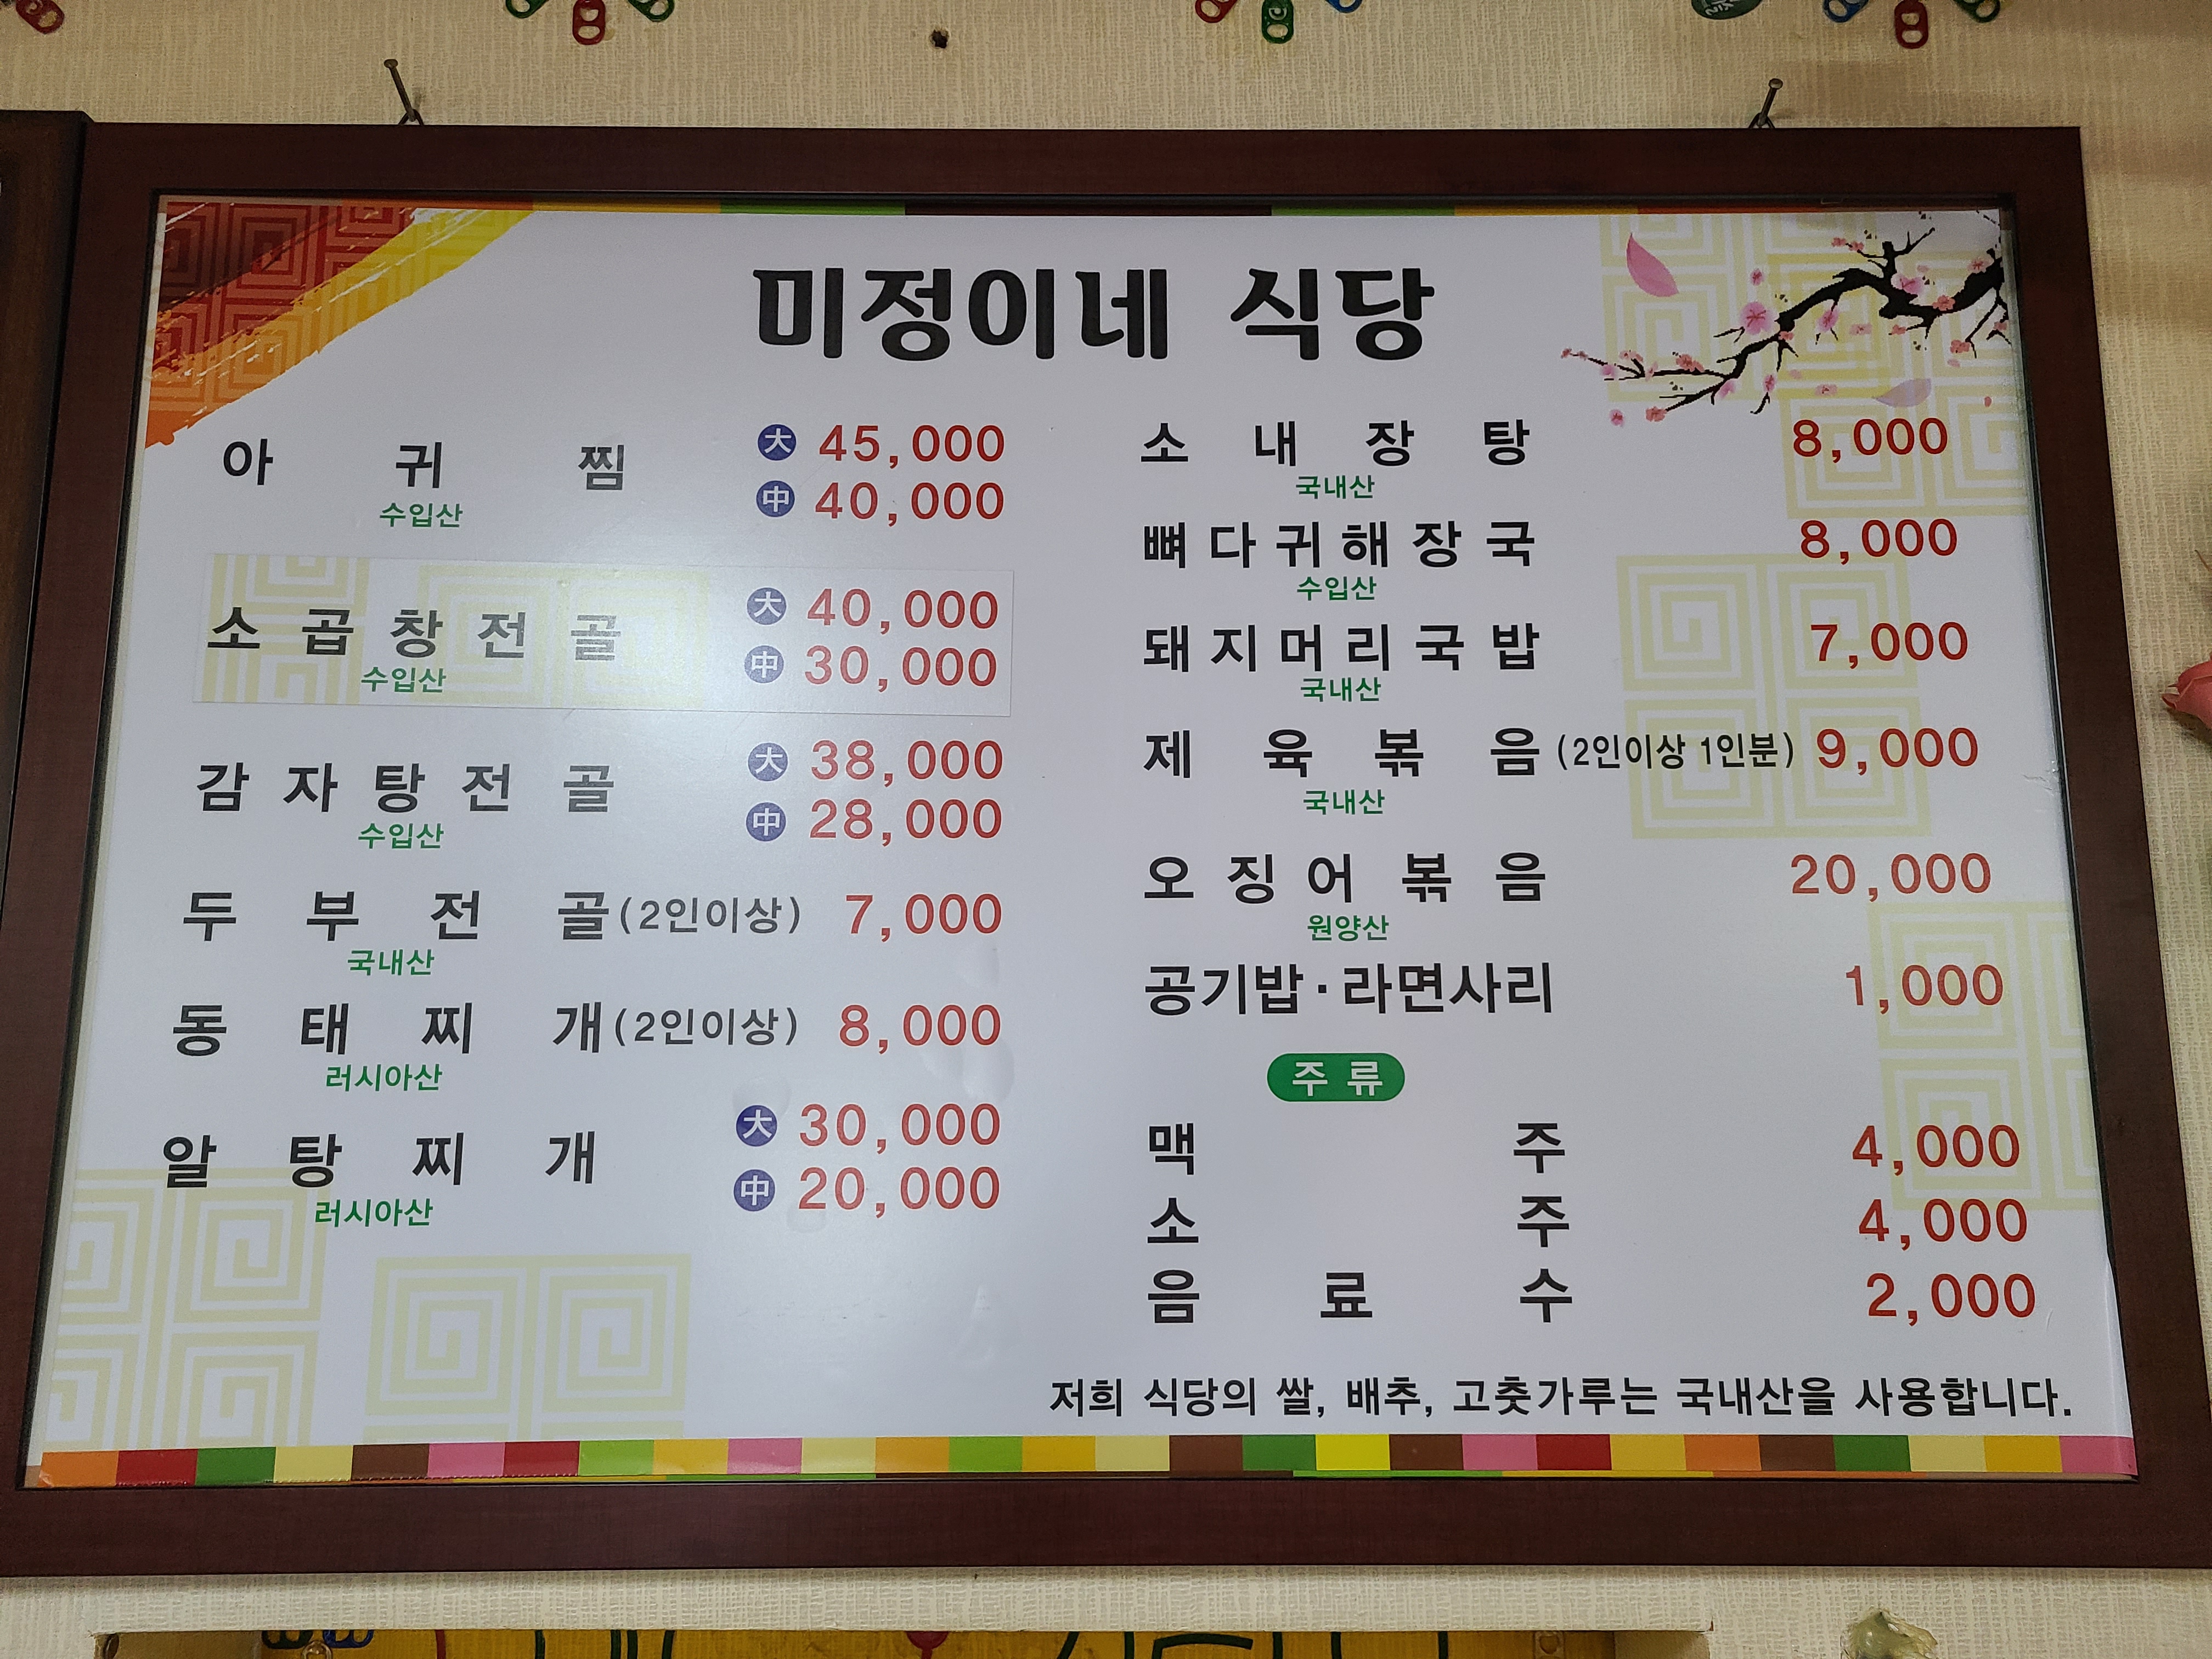 미정이네 식당
아귀찜 大 45,000
中 40,000
수입산
소곱창전골 大 40,000
中 30,000
수입산
감자탕전골 大 38,000
中 28,000
수입산
두부전골(2인이상) 7,000
국내산
동태찌개(2인이상) 8,000
러시아산
알탕찌개 大 30,000
中 20,000
러시아산
소내장탕 8,000
국내산
뼈다귀해장국 8,000
수입산
돼지머리국밥 7,000
국내산
제육볶음(2인이상 1인분) 9,000
국내산
오징어볶음 20,000
원양산
공기밥·라면사리 1,000
주류
맥주 4,000
소주 4,000
음료수 2,000
저희 식당의 쌀, 배추, 고춧가루는 국내산을 사용합니다.